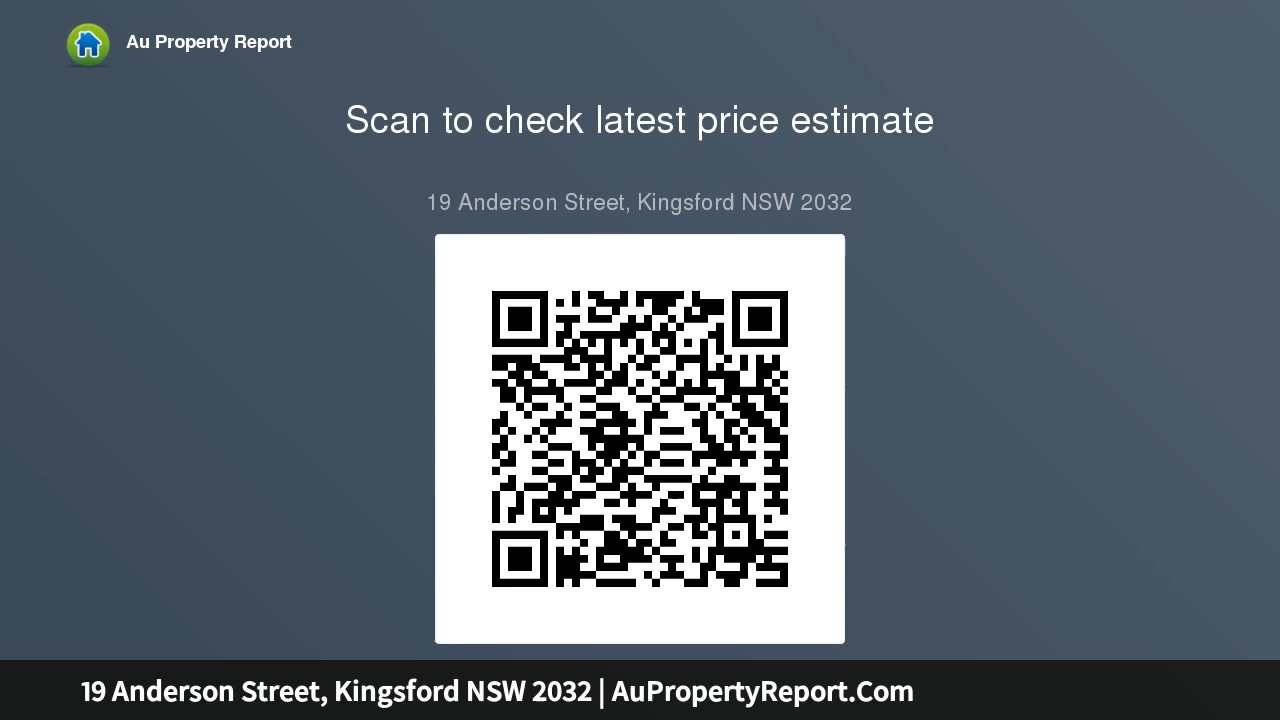 Au Property Report
Scan to check latest price estimate
19 Anderson Street, Kingsford NSW 2032
19 Anderson Street, Kingsford NSW 2032 | AuPropertyReport.Com